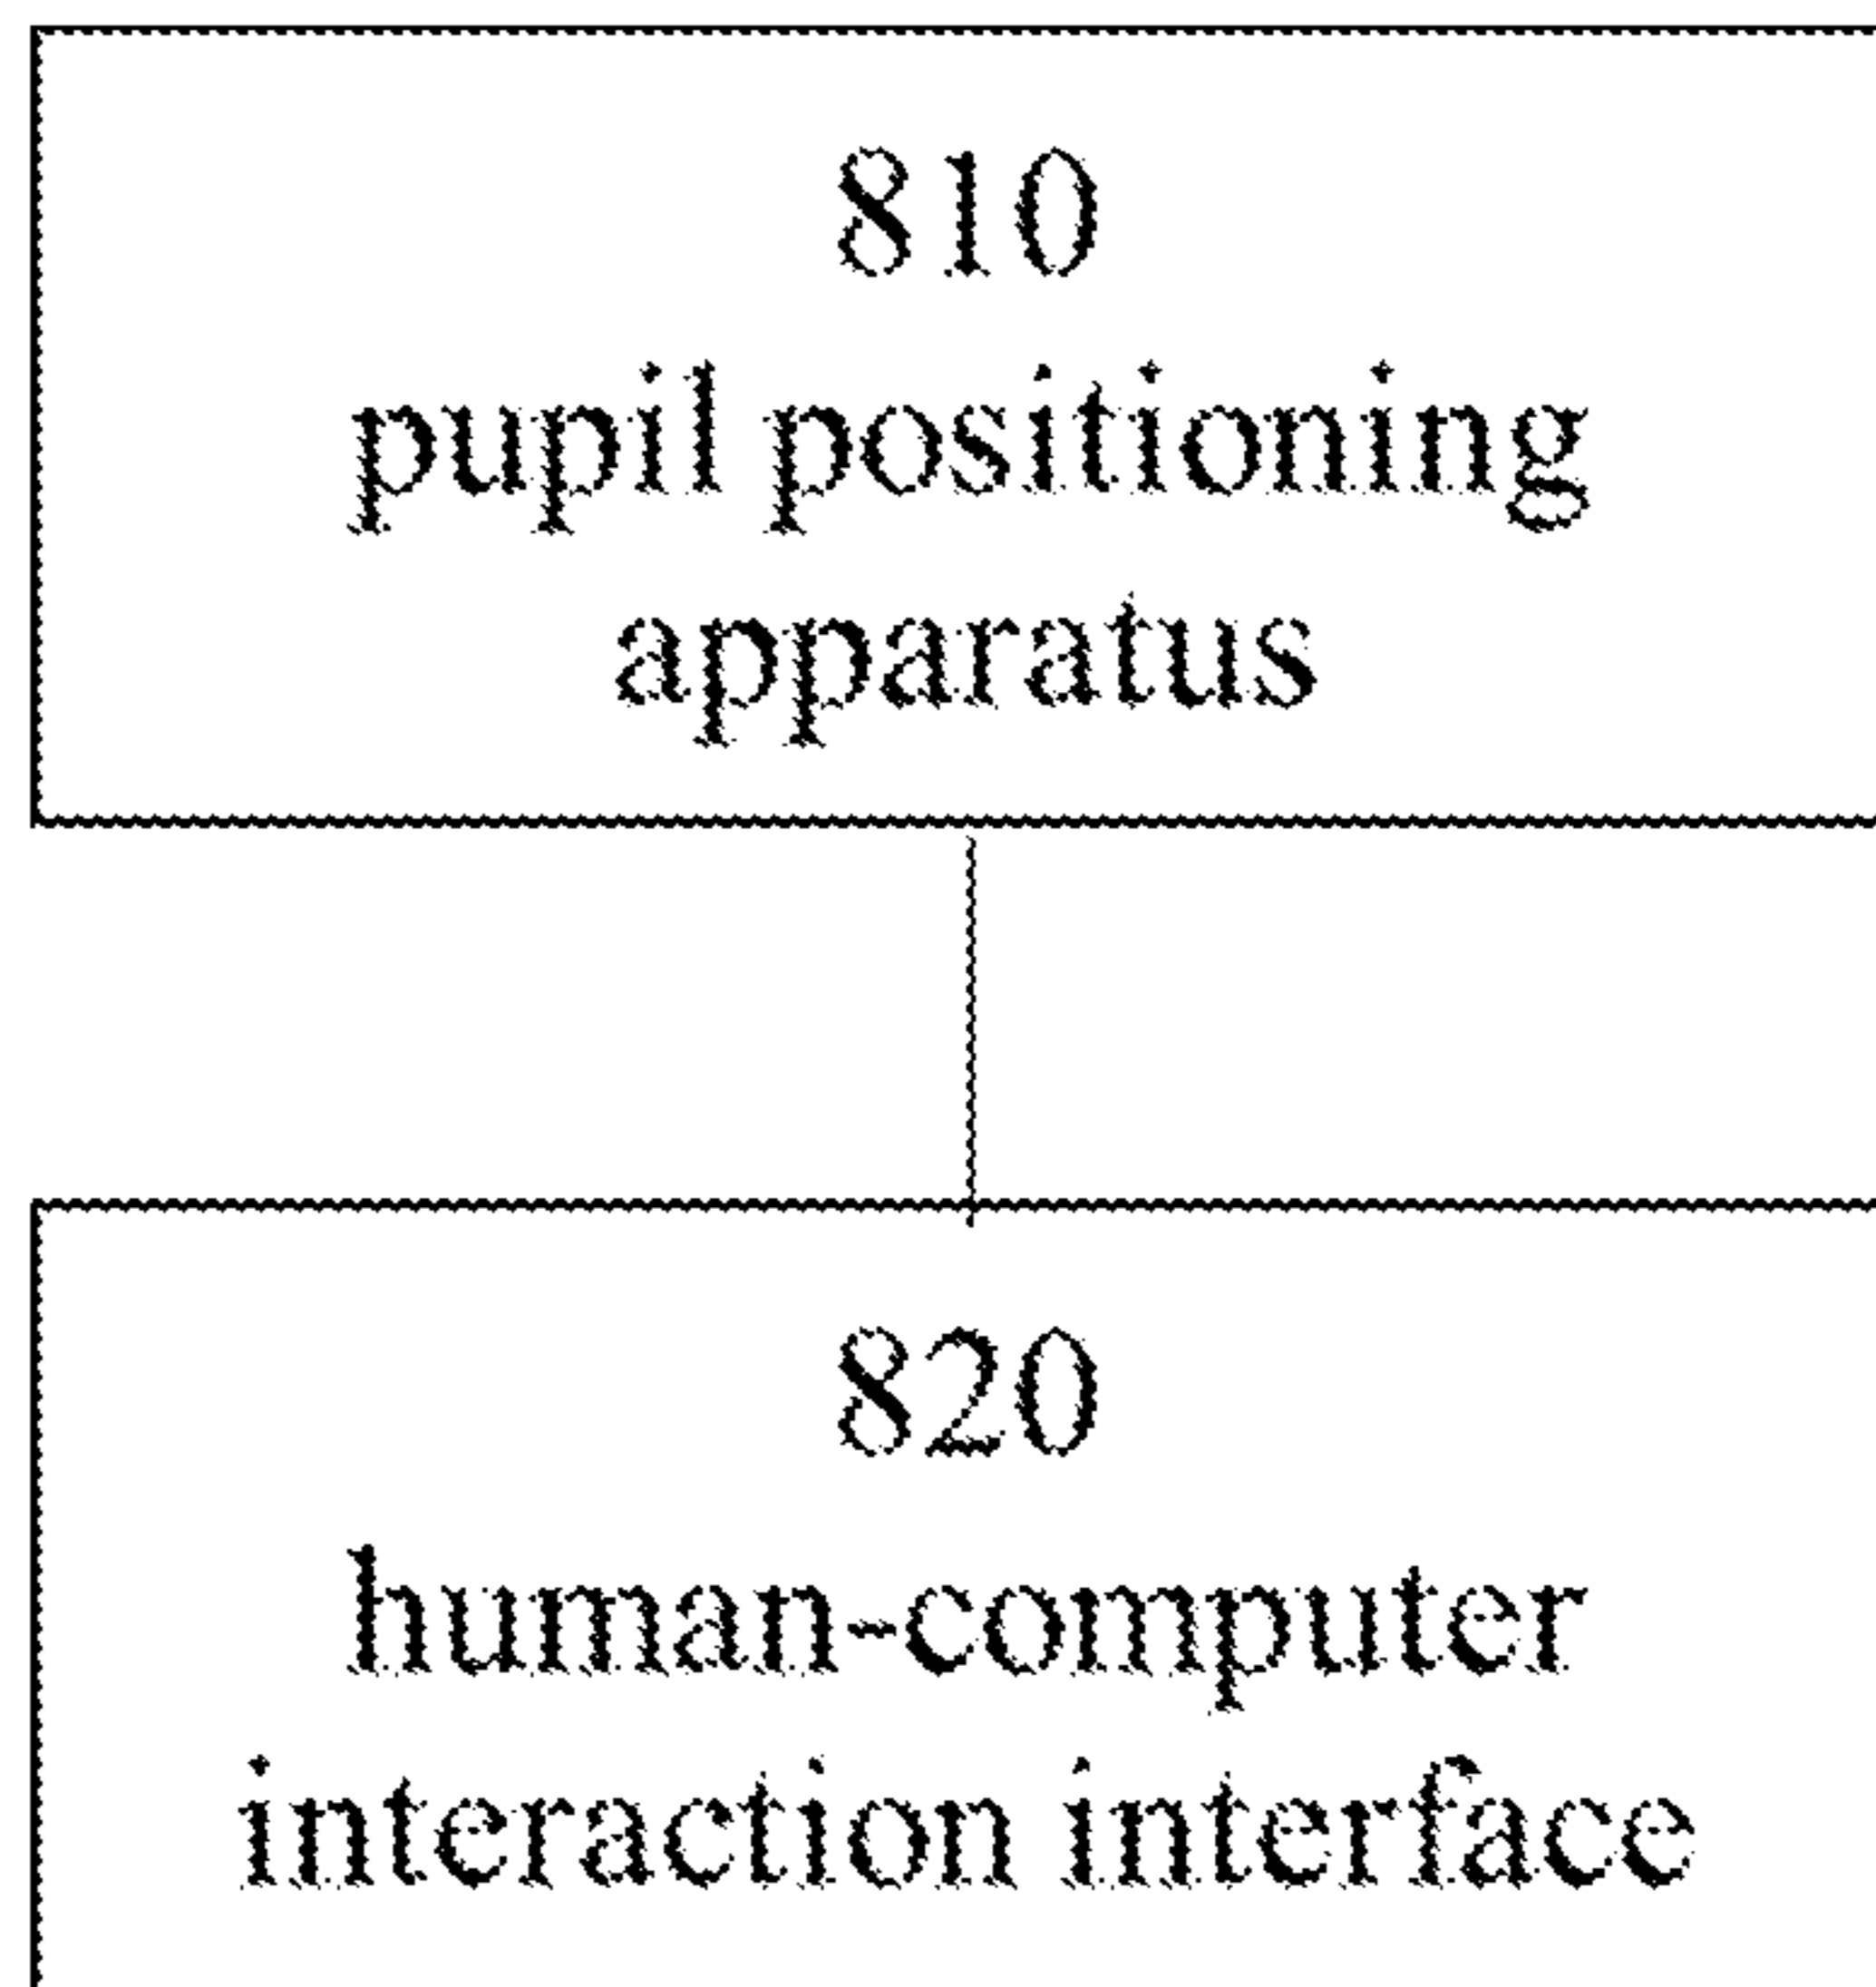 810
pupil positioning
apparatus
820
human-computer
interaction interface